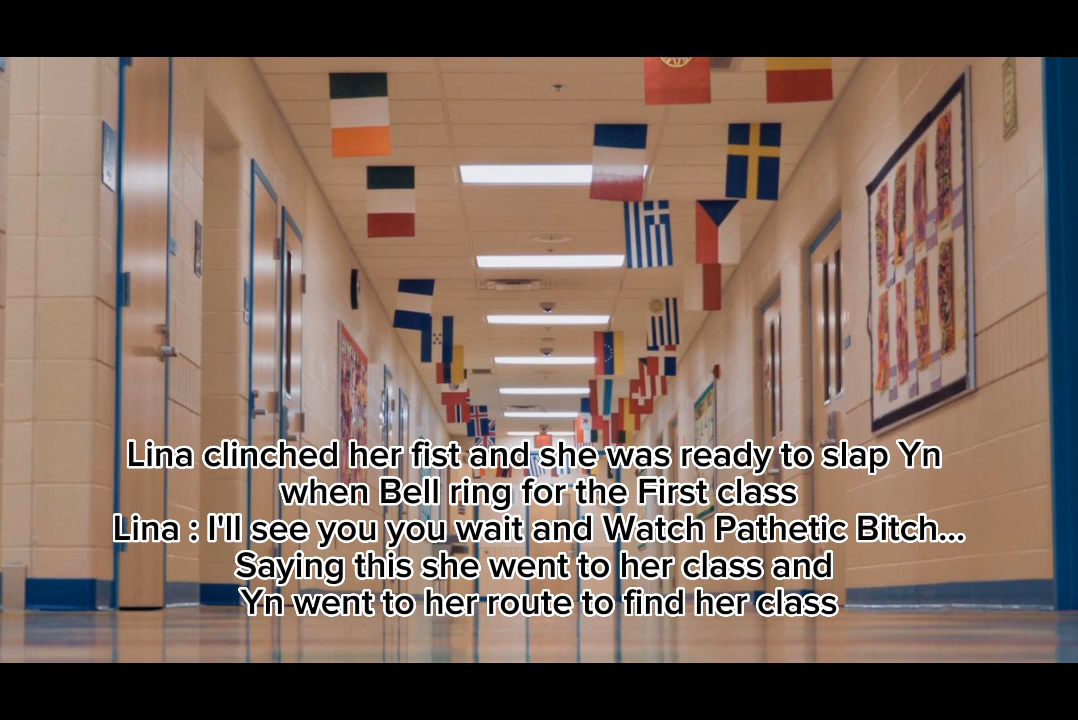 Lina clinched her fist and she was ready to slap Yn
when Bell ring for the First class
Lina : I'll see you you wait and Watch Pathetic Bitch...
Saying this she went to her class and
Yn went to her route to find her class